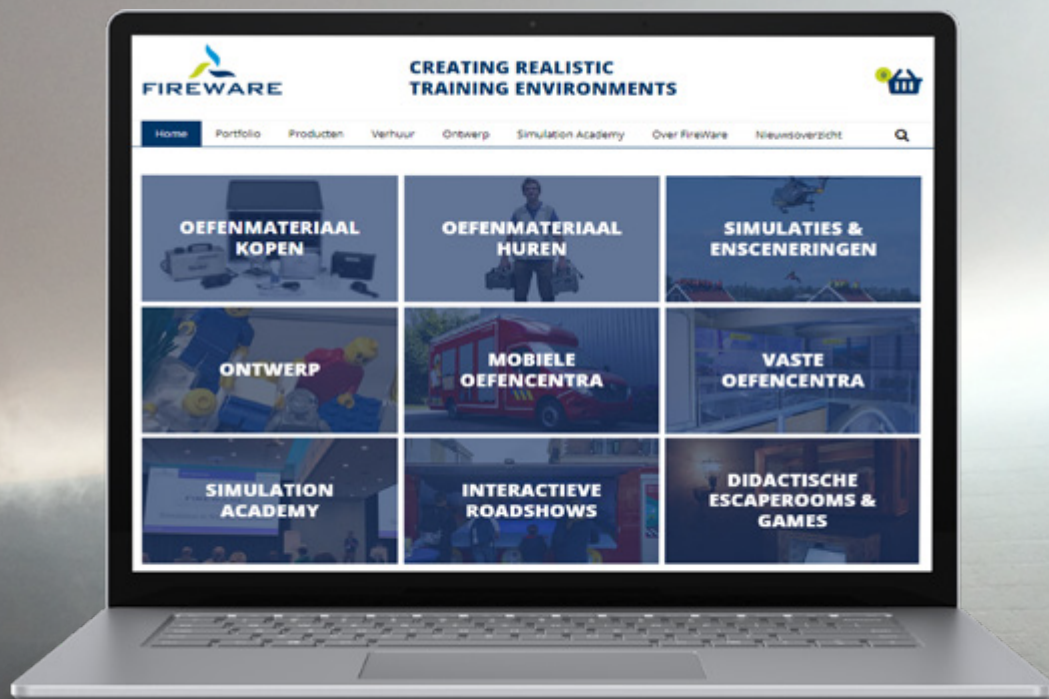 FIREWARE
CREATING REALISTIC
TRAINING ENVIRONMENTS
0
Home Portfolio Producten Verhuur Ontwerp Simulation Academy Over FireWare Nieuwsoverzicht
OEFENMATERIAAL
KOPEN
OEFENMATERIAAL
HUREN
SIMULATIES &
ENSCENERINGEN
ONTWERP
MOBIELE
OEFENCENTRA
VASTE
OEFENCENTRA
SIMULATION
ACADEMY
INTERACTIEVE
ROADSHOWS
DIDACTISCHE
ESCAPEROOMS &
GAMES